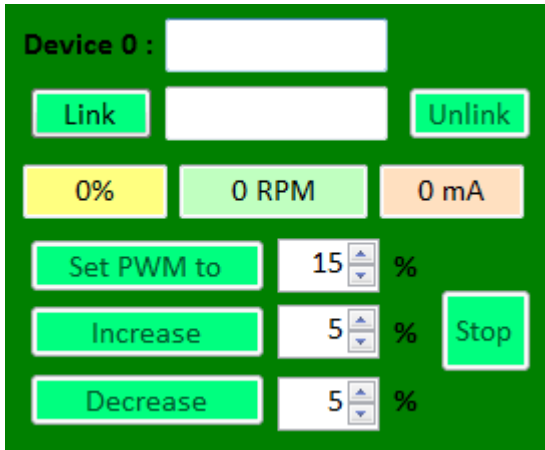 Device 0 :
Link Unlink
0% 0 RPM 0 mA
Set PWM to 15 %
Increase 5 % Stop
Decrease 5 %